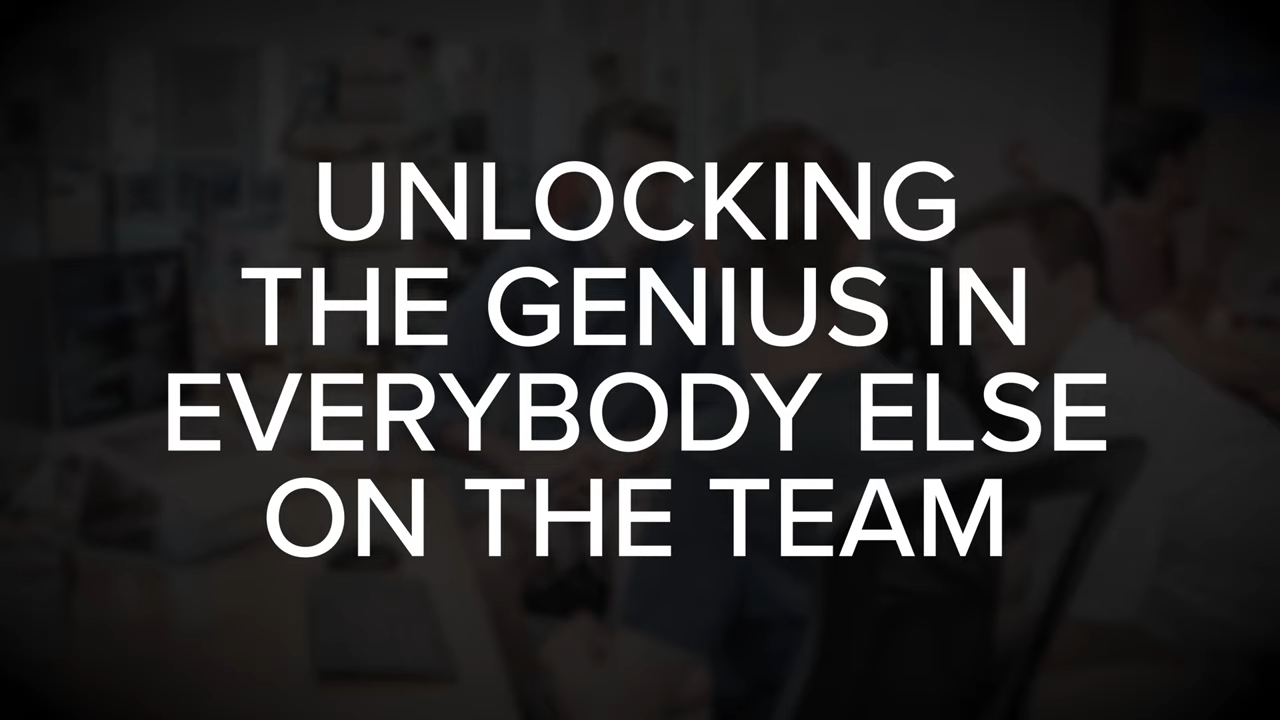 UNLOCKING
THE GENIUS IN
EVERYBODY ELSE
ON THE TEAM